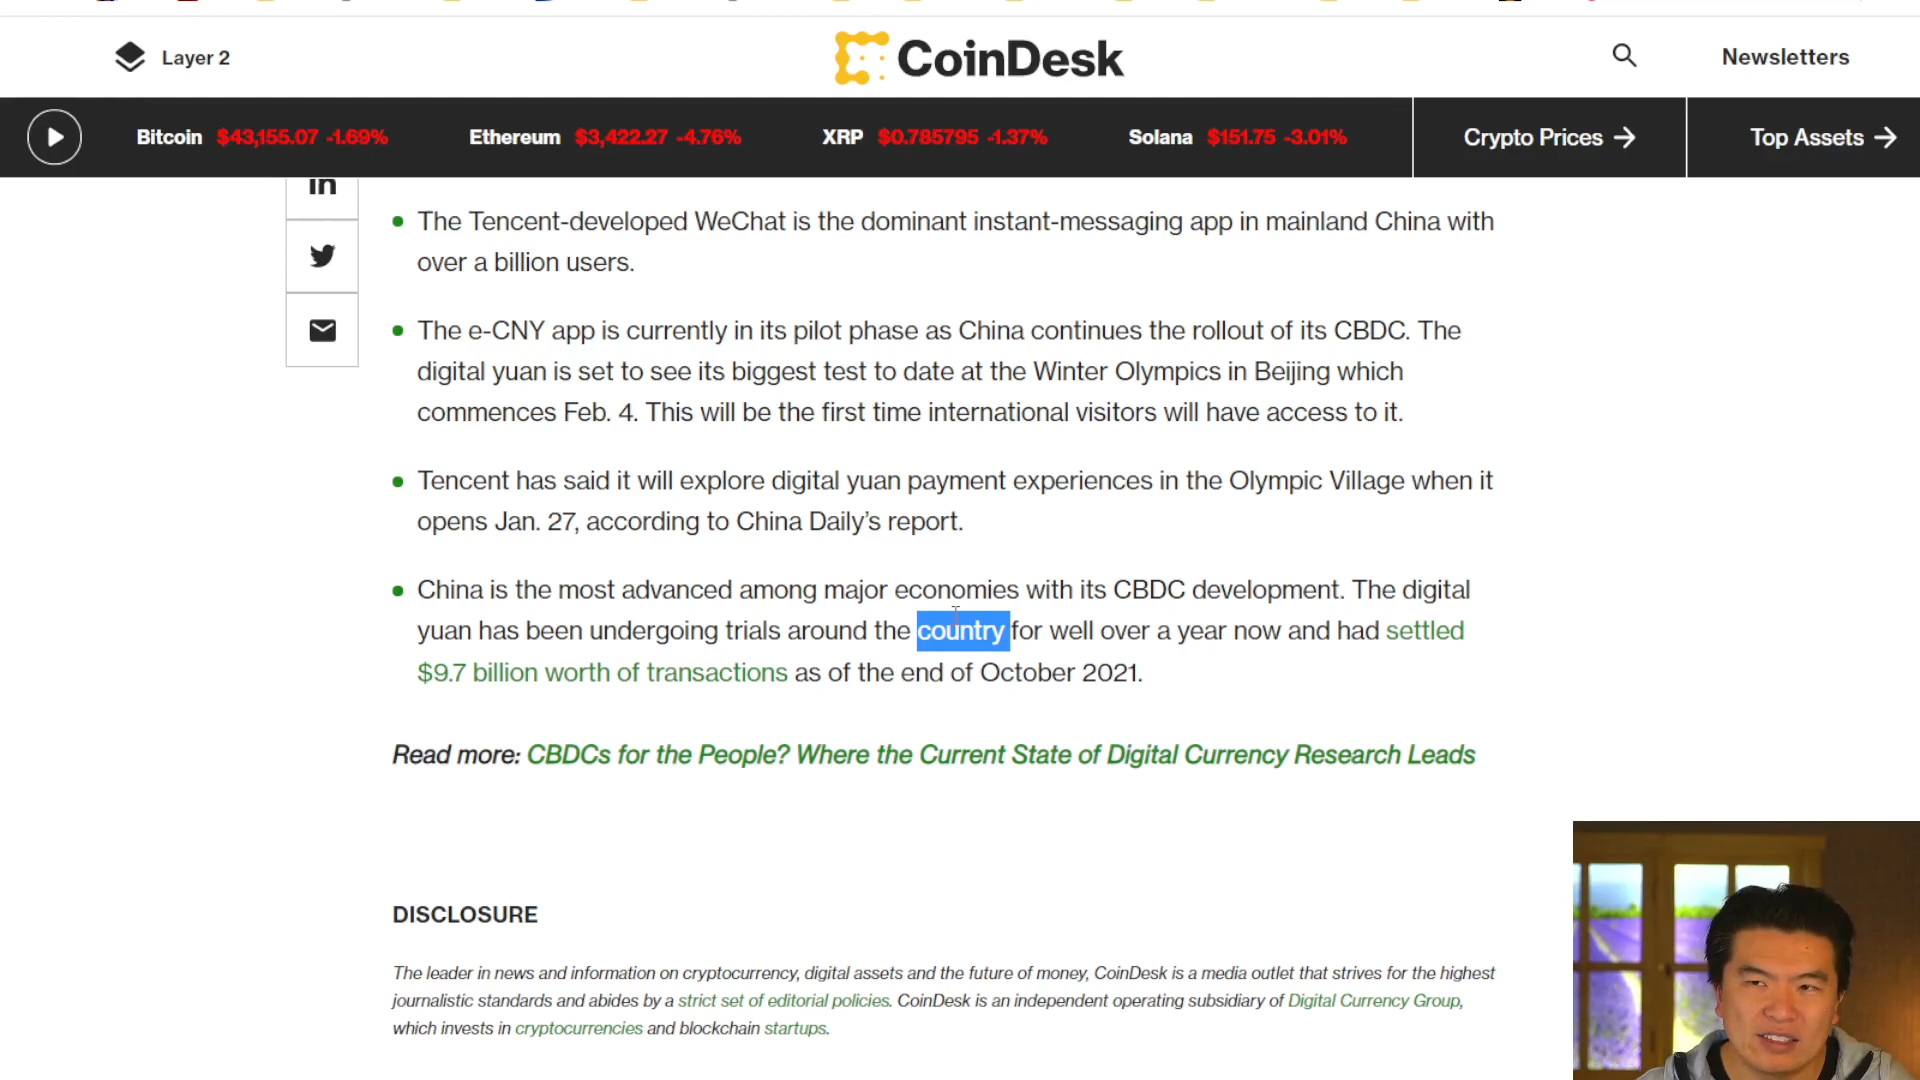 Layer 2
CoinDesk
Newsletters
Bitcoin $43,155.07 -1.69%
Ethereum $3,422.27 -4.76%
XRP $0.785795 -1.37%
Solana $151.75 -3.01%
Crypto Prices →
Top Assets →
in
The Tencent-developed WeChat is the dominant instant-messaging app in mainland China with
over a billion users.
The e-CNY app is currently in its pilot phase as China continues the rollout of its CBDC. The
digital yuan is set to see its biggest test to date at the Winter Olympics in Beijing which
commences Feb. 4. This will be the first time international visitors will have access to it.
Tencent has said it will explore digital yuan payment experiences in the Olympic Village when it
opens Jan. 27, according to China Daily’s report.
China is the most advanced among major economies with its CBDC development. The digital
yuan has been undergoing trials around the country for well over a year now and had settled
$9.7 billion worth of transactions as of the end of October 2021.
Read more: CBDCs for the People? Where the Current State of Digital Currency Research Leads
DISCLOSURE
The leader in news and information on cryptocurrency, digital assets and the future of money, CoinDesk is a media outlet that strives for the highest
journalistic standards and abides by a strict set of editorial policies. CoinDesk is an independent operating subsidiary of Digital Currency Group,
which invests in cryptocurrencies and blockchain startups.